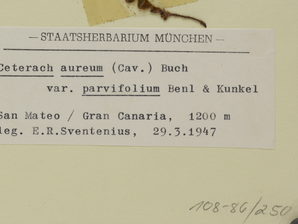 — STAATSHERBARIUM MÜNCHEN —
Ceterach aureum (Cav.) Buch
var. parvifolium Benl & Kunkel
San Mateo / Gran Canaria, 1200 m
leg. E.R.Sventenius, 29.3.1947
108-86/250